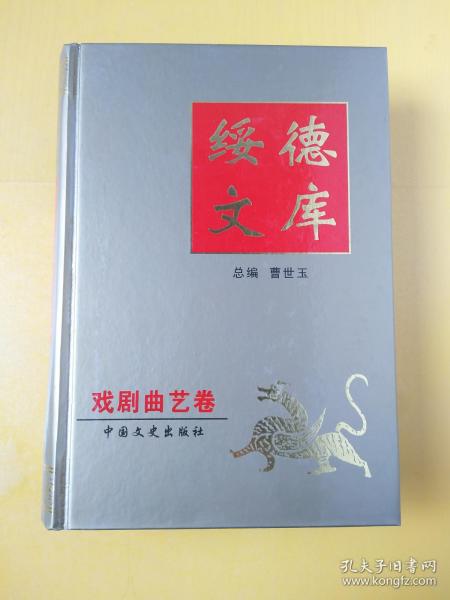 绥德
文库
总编 曹世玉
戏剧曲艺卷
中国文史出版社
孔夫子旧书网
www.kongfz.com